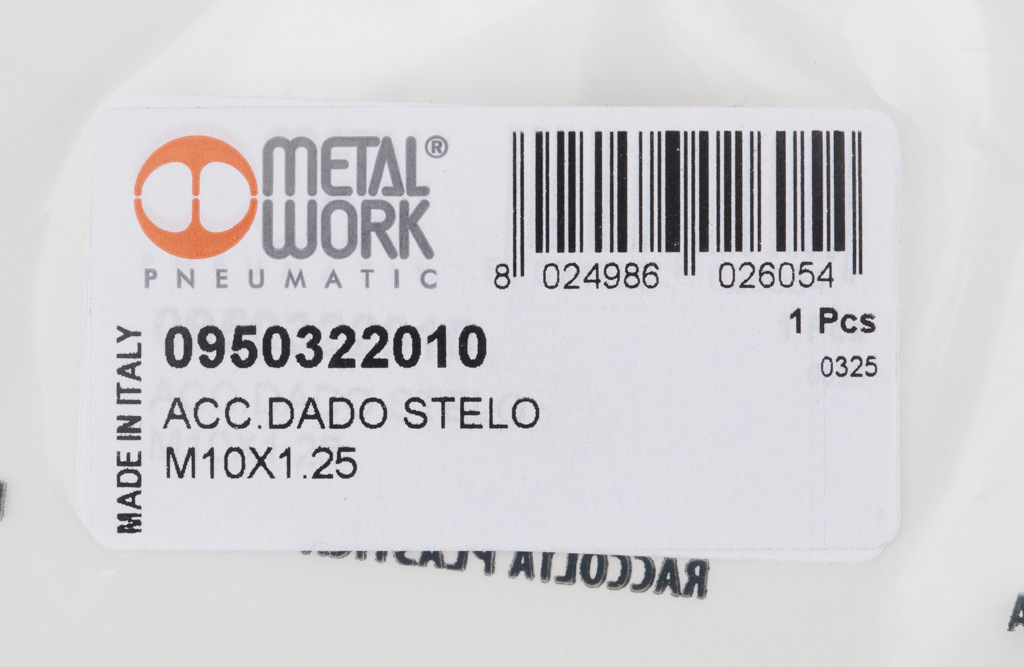 METAL®
WORK
PNEUMATIC
8 024986 026054
1 Pcs
0325
MADE IN ITALY
0950322010
ACC.DADO STELO
M10X1.25
RACCOLTA